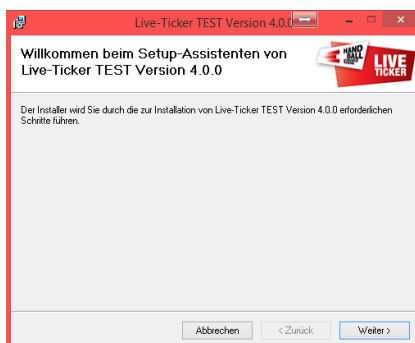 Live-Ticker TEST Version 4.0.0
Willkommen beim Setup-Assistenten von
Live-Ticker TEST Version 4.0.0
HAND
BALL
LIVE
TICKER
Der Installer wird Sie durch die zur Installation von Live-Ticker TEST Version 4.0.0 erforderlichen
Schritte führen.
Abbrechen
< Zurück
Weiter >